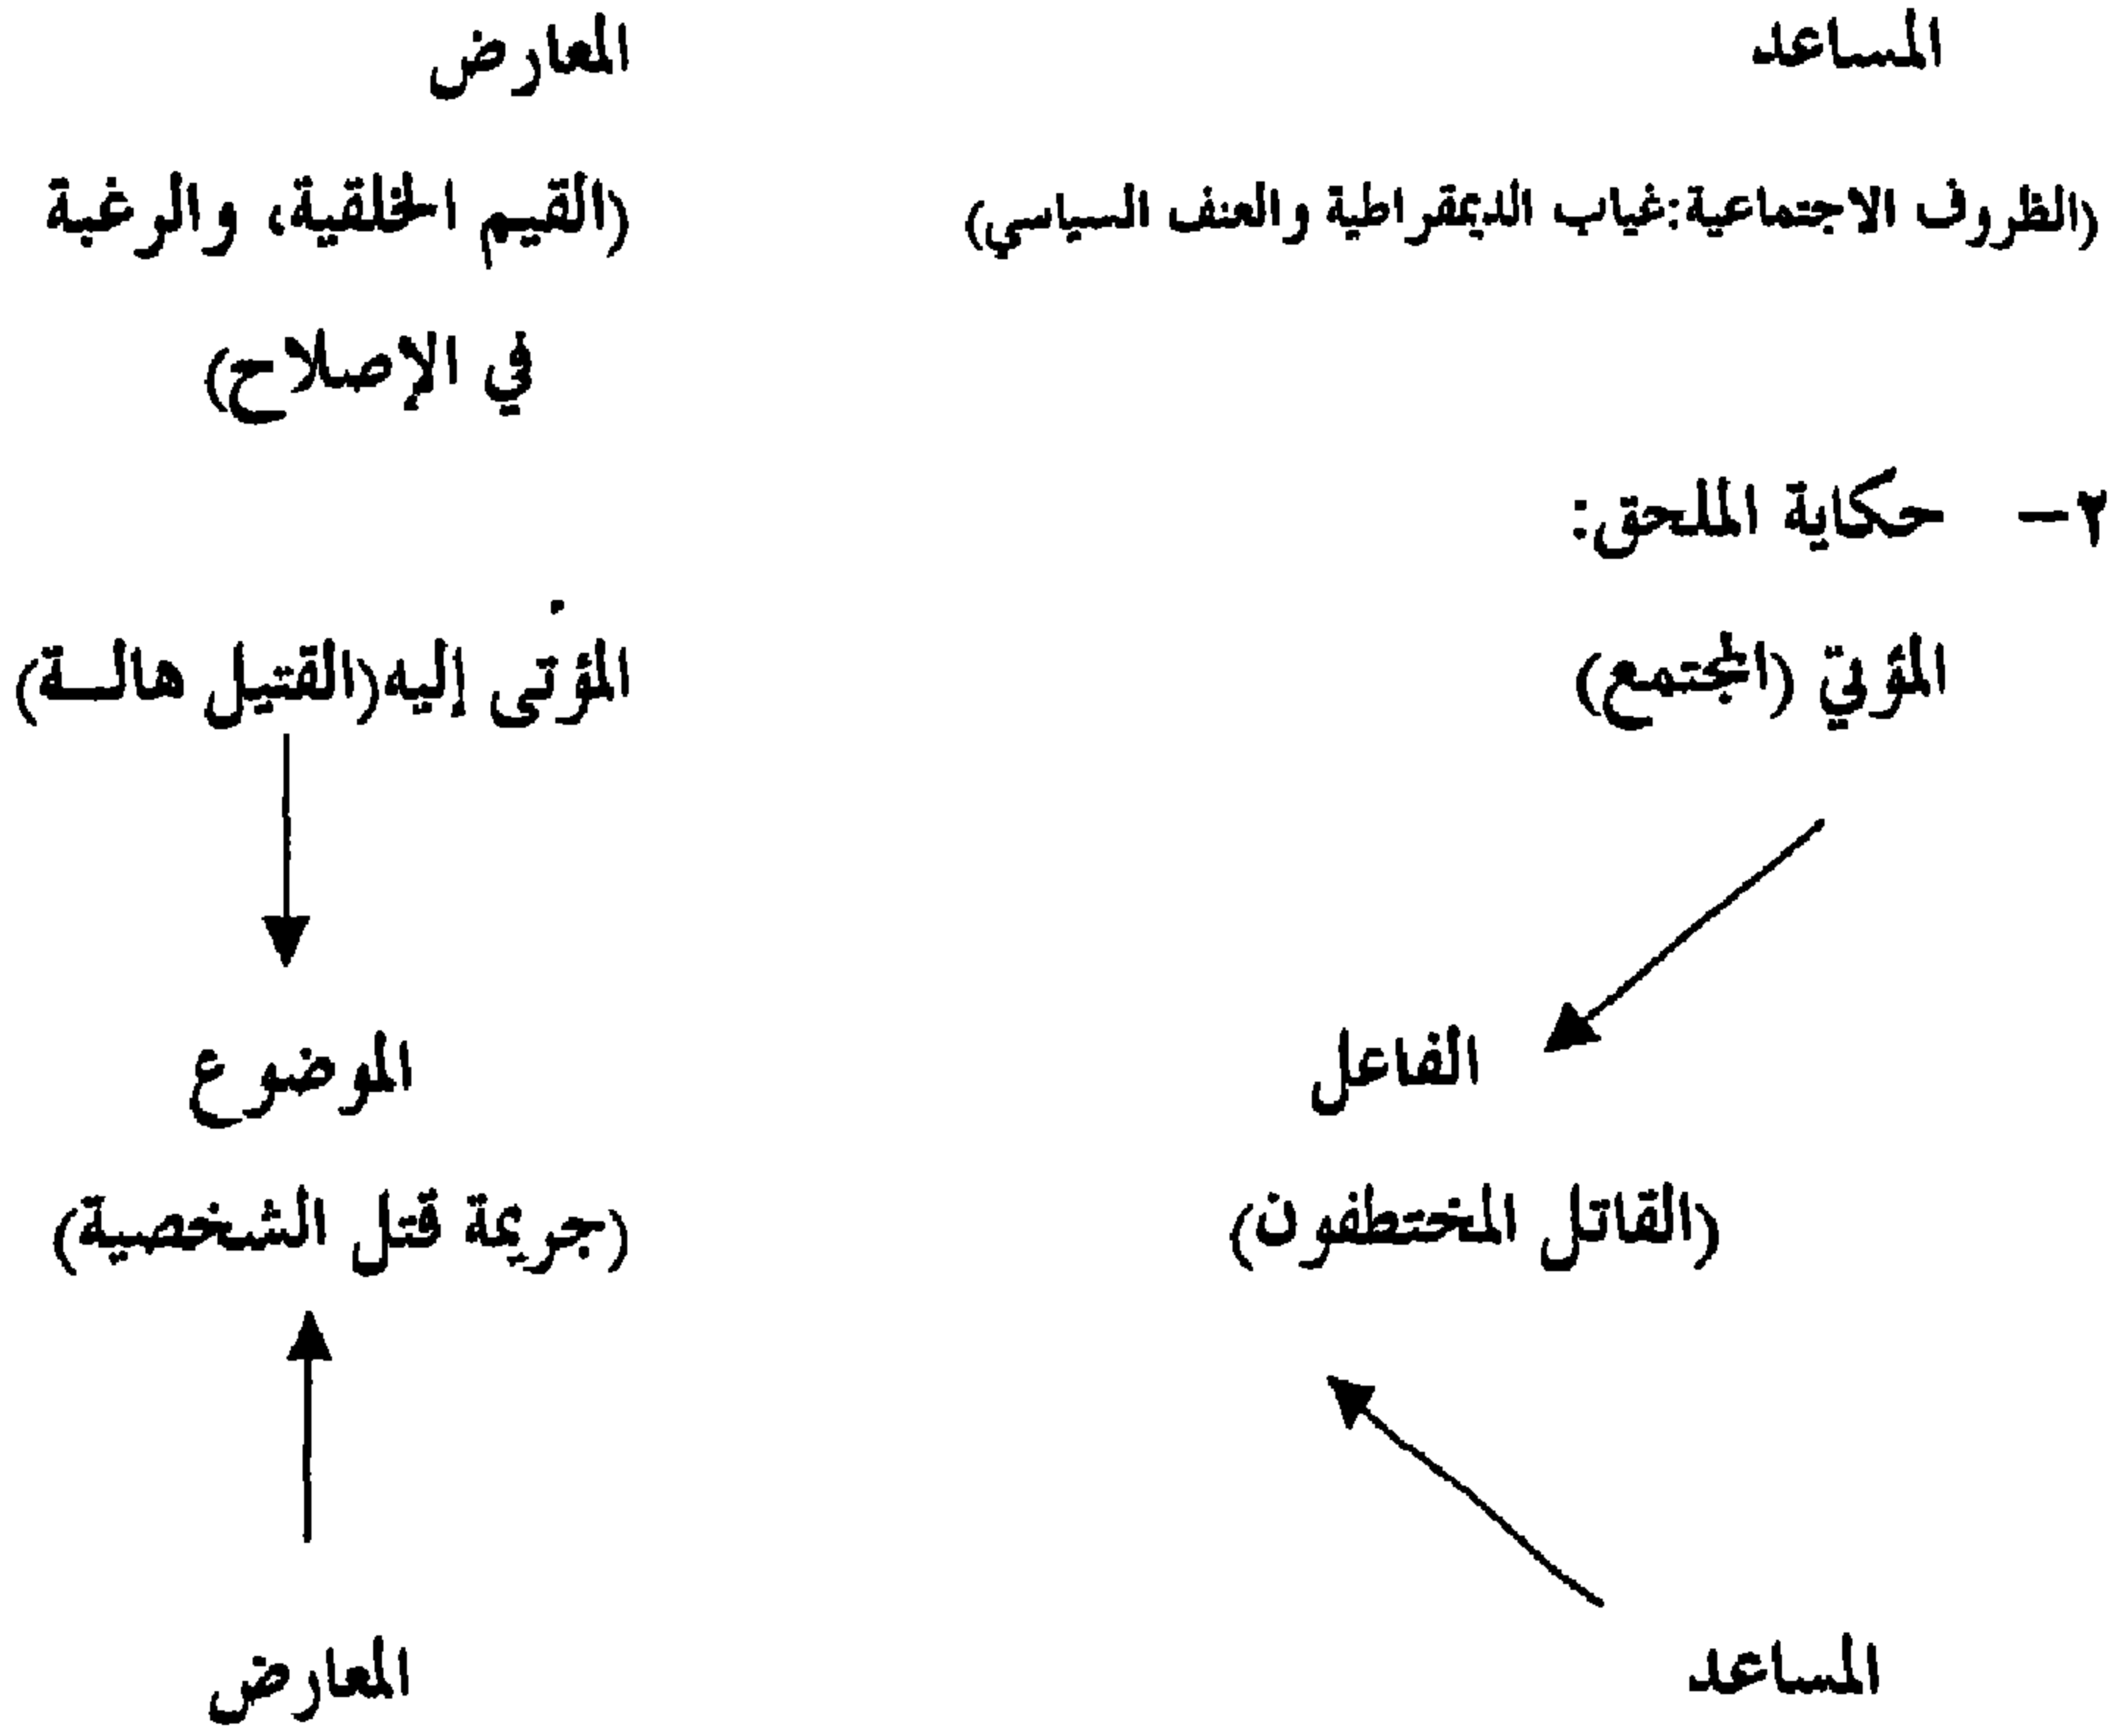 المساعد المعارض
(الظروف الاجتماعية:غياب الديمقراطية والعنف السياسي) (القيم الخلقية، والرغبة
في الإصلاح)
٢– حكاية الملحق:
المؤتي (المجتمع) المؤتى إليه(القتيل هالــة)
الفاعل الموضوع
(القاتل المختطفون) (جريمة قتل الشخصية)
المساعد المعارض